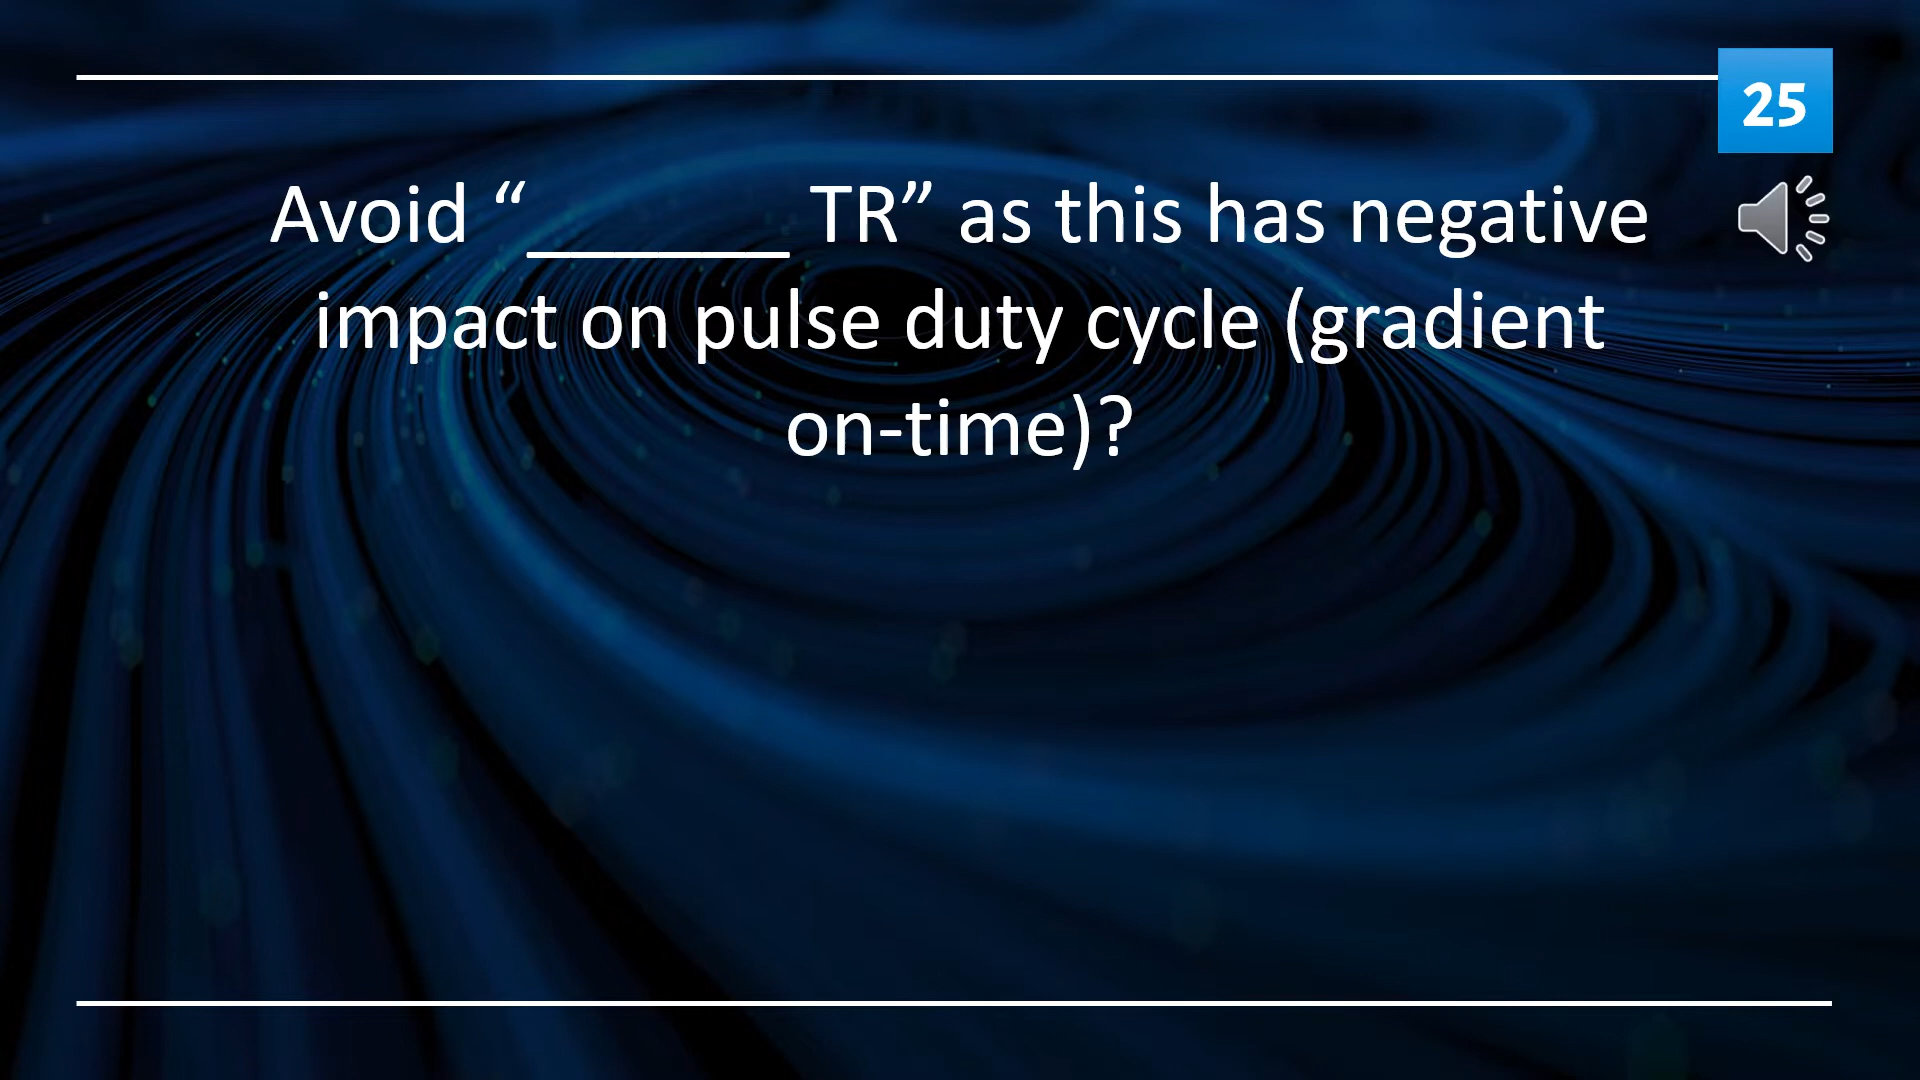 25
Avoid “______ TR” as this has negative
impact on pulse duty cycle (gradient
on-time)?